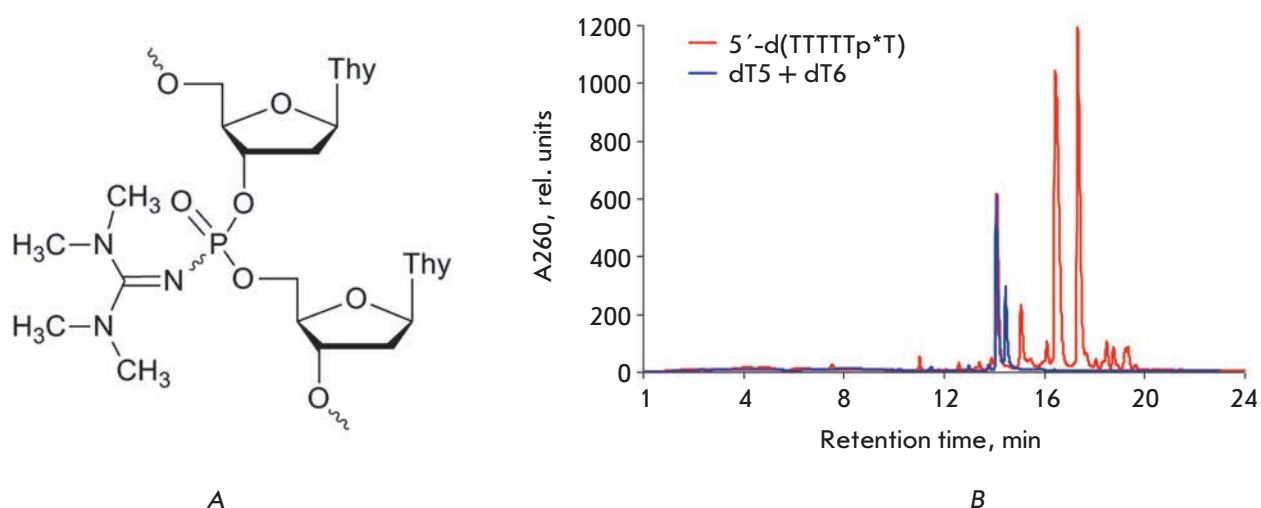 O
Thy
O
O
CH₃
O
P
H₃C
N
N
O
Thy
O
H₃C
N
CH₃
O
A
1200
1000
800
600
400
200
0
A260, rel. units
5´-d(TTTTTp*T)
dT5 + dT6
1 4 8 12 16 20 24
Retention time, min
B